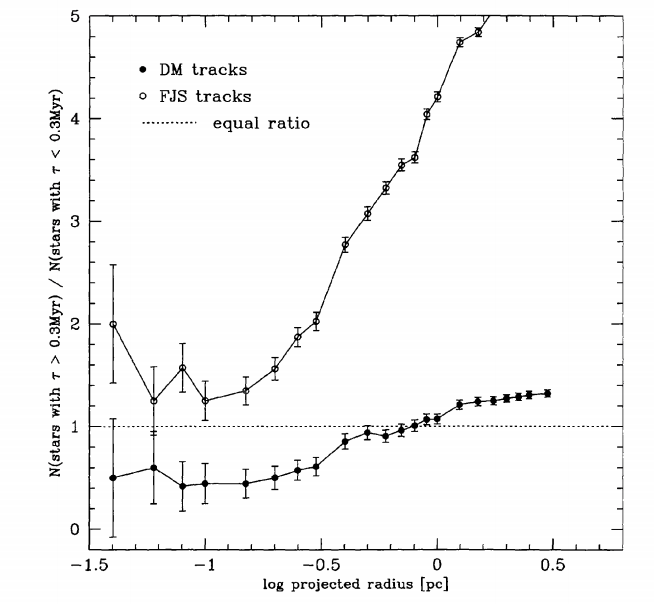 5
4
3
2
1
0
N(stars with τ > 0.3Myr) / N(stars with τ < 0.3Myr)
DM tracks
FJS tracks
equal ratio
−1.5 −1 −0.5 0 0.5
log projected radius [pc]